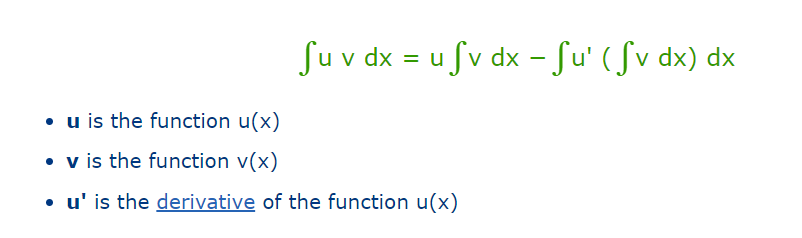 ∫u v dx = u∫v dx − ∫u' (∫v dx) dx
• u is the function u(x)
• v is the function v(x)
• u' is the derivative of the function u(x)